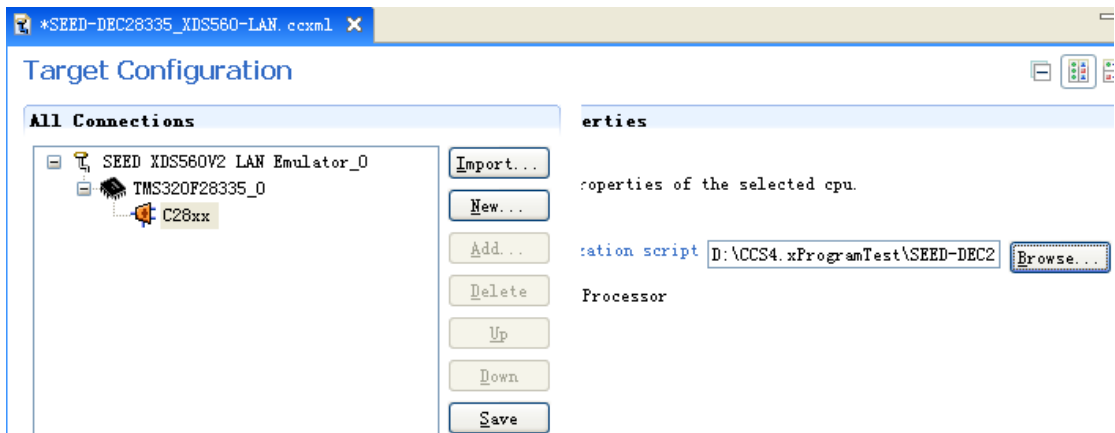 *SEED-DEC28335_XDS560-LAN.ccxml
Target Configuration
All Connections
SEED XDS560V2 LAN Emulator_0
TMS320F28335_0
C28xx
Import...
New...
Add...
Delete
Up
Down
Save
erties
roperties of the selected cpu.
zation script D:\CCS4.xProgramTest\SEED-DEC2 Browse...
Processor